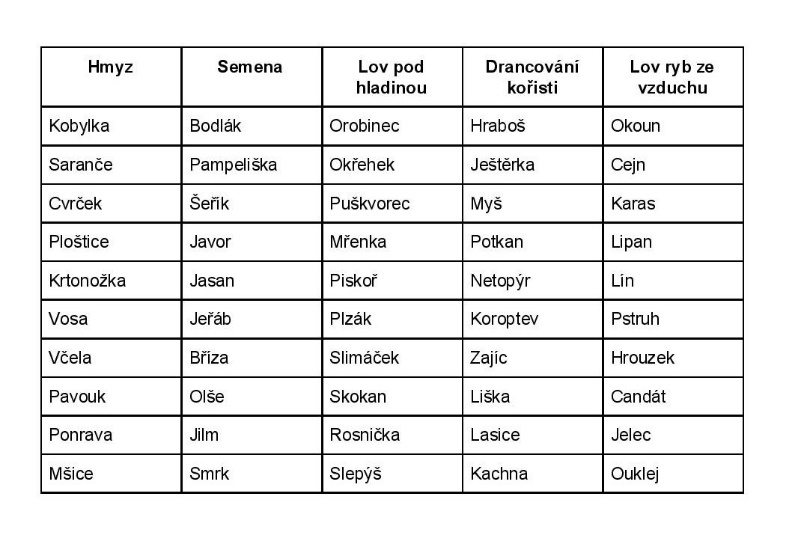 Hmyz Semena Lov pod hladinou Drancování kořisti Lov ryb ze vzduchu
Kobylka Bodlák Orobinec Hraboš Okoun
Saranče Pampeliška Okřehek Ještěrka Cejn
Cvrček Šeřík Puškvorec Myš Karas
Ploštice Javor Mřenka Potkan Lipan
Krtonožka Jasan Piskoř Netopýr Lín
Vosa Jeřáb Plzák Koroptev Pstruh
Včela Bříza Slimáček Zajíc Hrouzek
Pavouk Olše Skokan Liška Candát
Ponrava Jilm Rosnička Lasice Jelec
Mšice Smrk Slepýš Kachna Ouklej